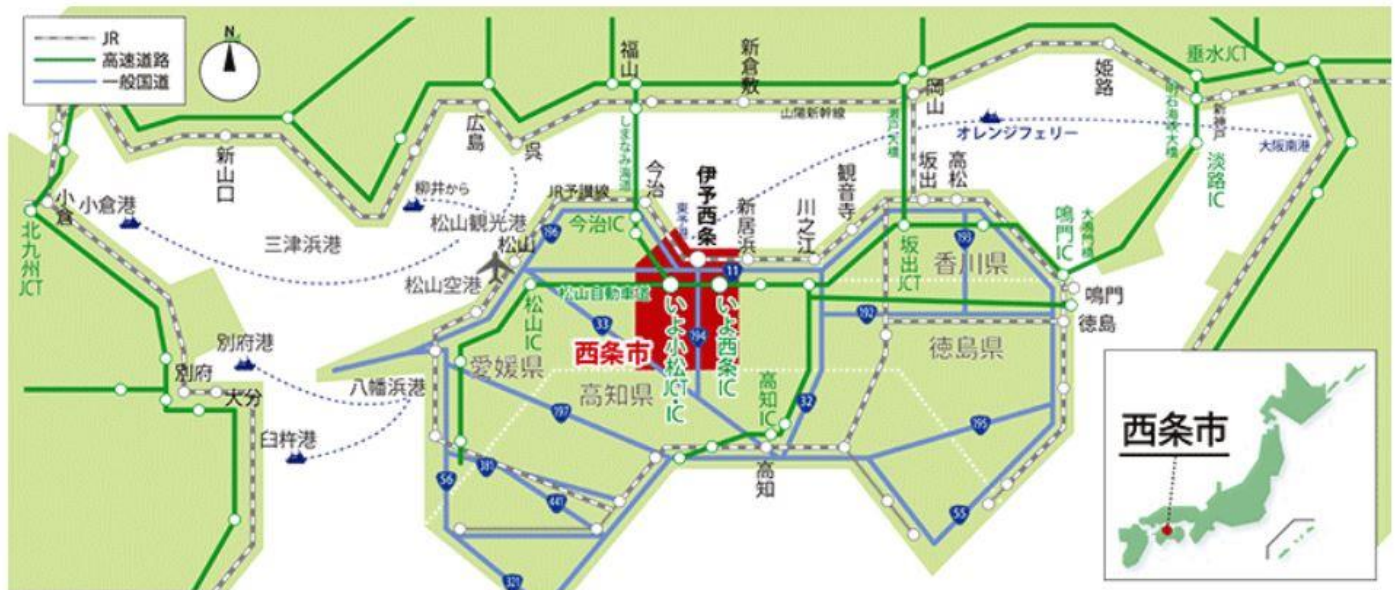 JR
高速道路
一般国道
N
福山
新倉敷
岡山
姫路
垂水JCT
明石海峡大橋
新神戸
山陽新幹線
瀬戸大橋
オレンジフェリー
大阪南港
広島
呉
しまなみ海道
新山口
柳井から
JR予讃線
今治
伊予西条
東予港
新居浜
川之江
観音寺
坂出
高松
淡路IC
小倉
小倉港
北九州JCT
三津浜港
松山観光港
松山
196
今治IC
松山空港
11
坂出JCT
193
香川県
鳴門IC
大鳴門橋
鳴門
徳島
松山自動車道
松山IC
33
いよ小松JCT・IC
194
いよ西条IC
192
徳島県
西条市
愛媛県
高知県
高知IC
32
別府港
別府
大分
八幡浜港
臼杵港
197
195
高知
56
381
441
55
321
西条市